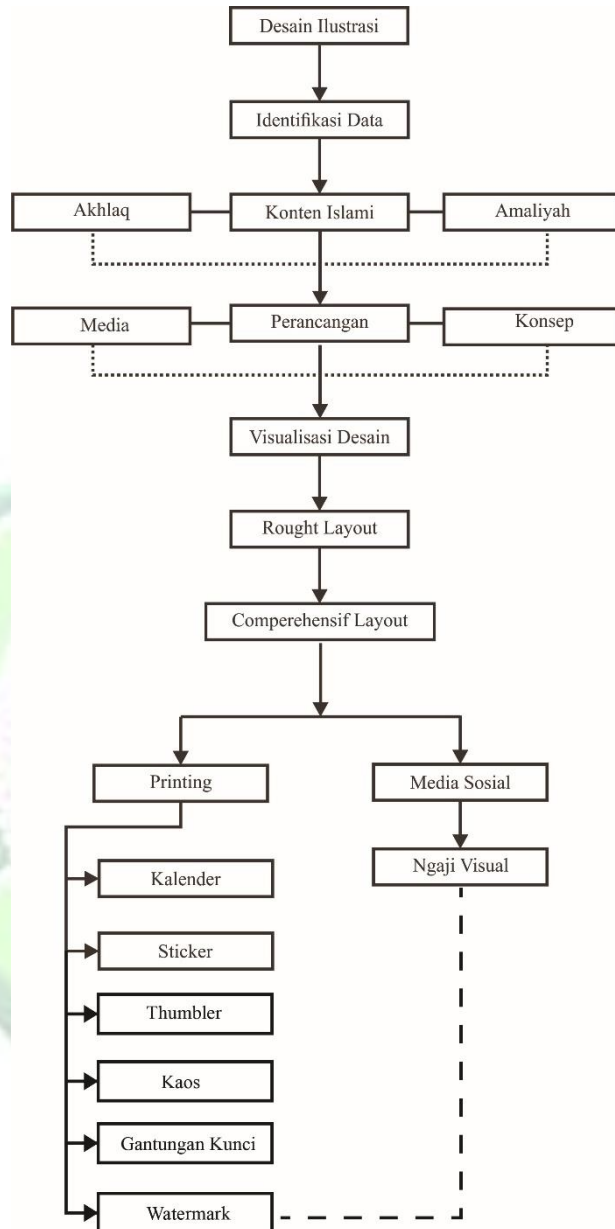 Desain Ilustrasi
Identifikasi Data
Akhlaq
Konten Islami
Amaliyah
Media
Perancangan
Konsep
Visualisasi Desain
Rought Layout
Comperehensif Layout
Printing
Media Sosial
Kalender
Ngaji Visual
Sticker
Thumbler
Kaos
Gantungan Kunci
Watermark